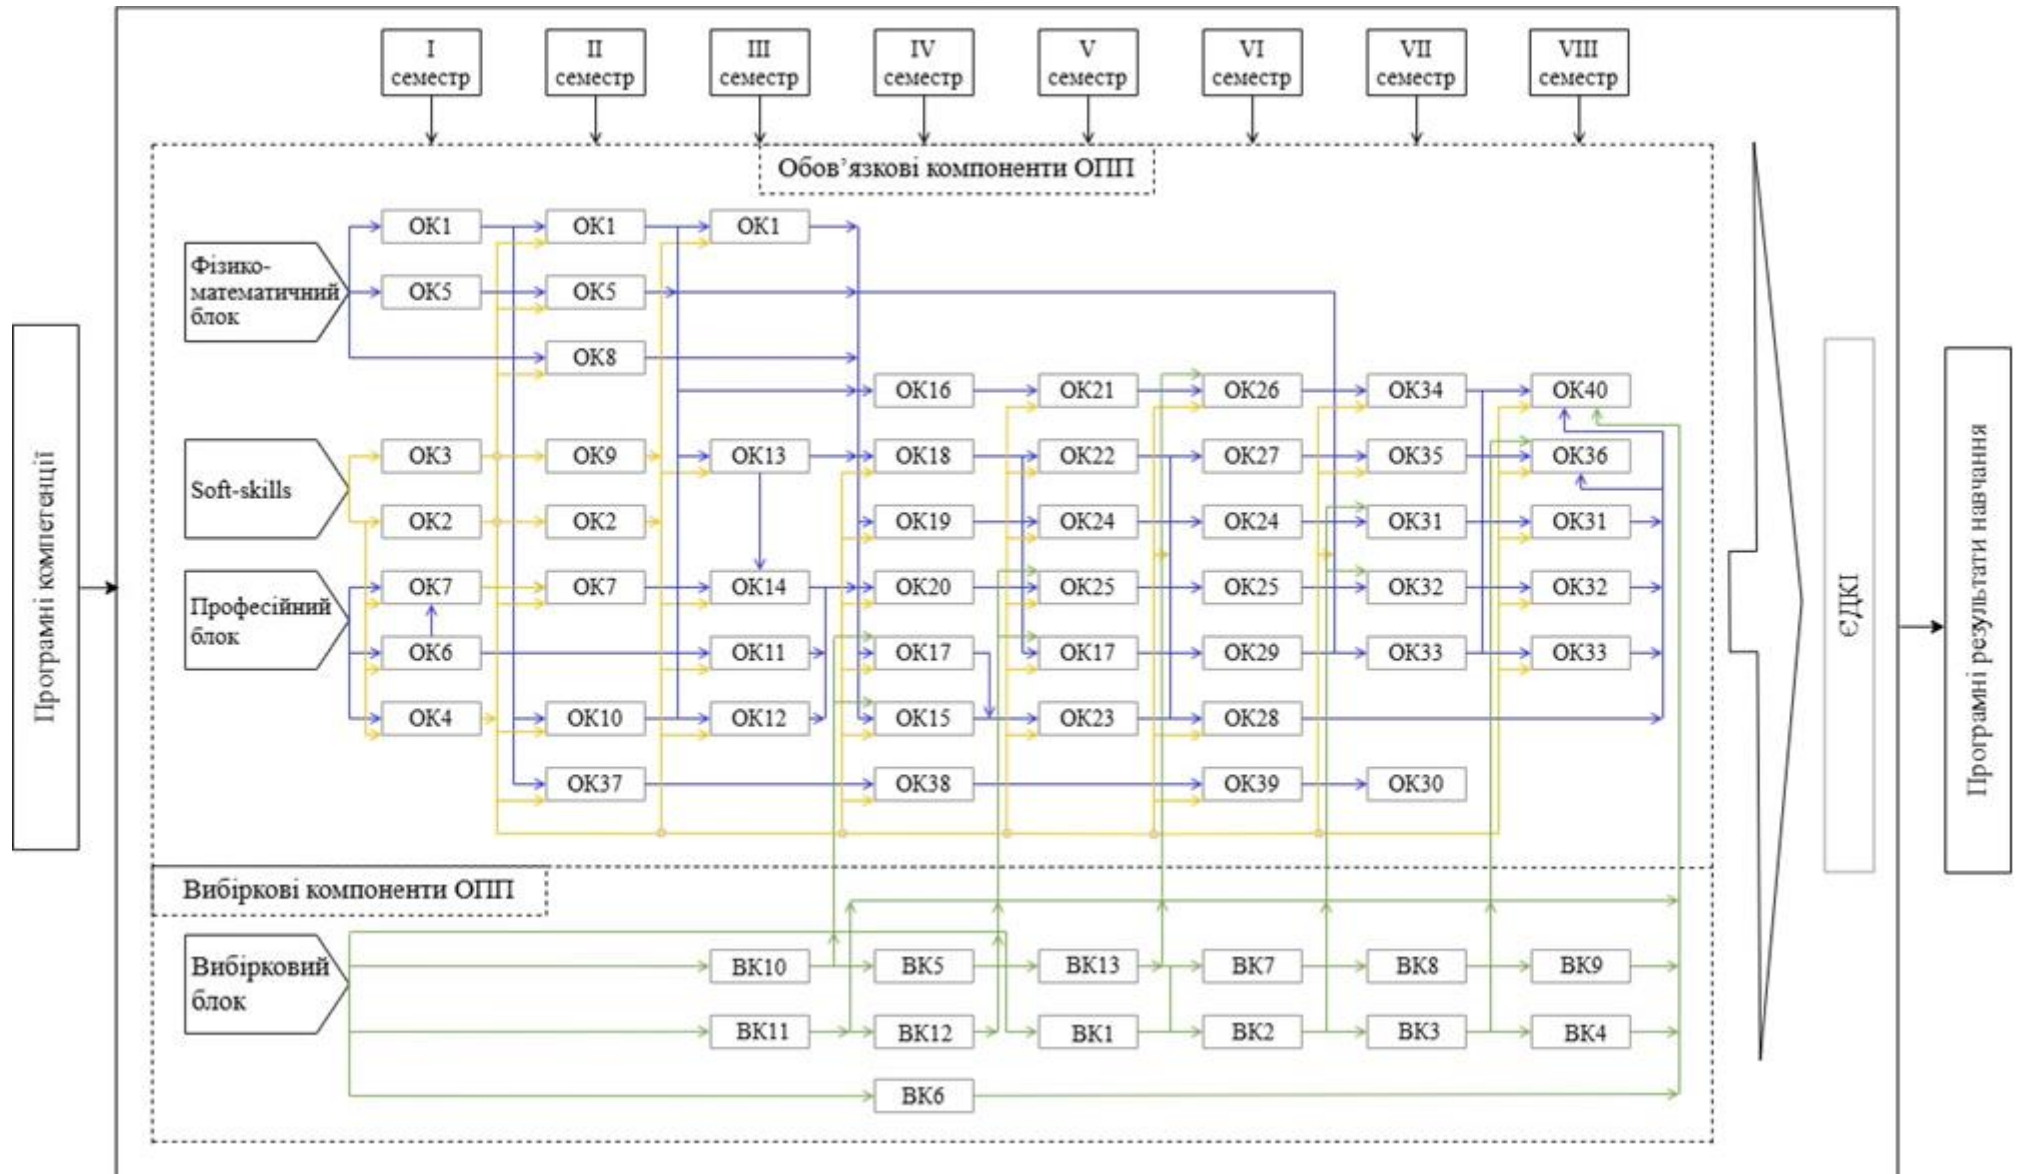 I
семестр
II
семестр
III
семестр
IV
семестр
V
семестр
VI
семестр
VII
семестр
VIII
семестр
Обов’язкові компоненти ОПП
Програмні компетенції
Фізико-
математичний
блок
ОК1
ОК1
ОК1
ОК5
ОК5
ОК8
ОК16
ОК21
ОК26
ОК34
ОК40
Soft-skills
ОК3
ОК9
ОК13
ОК18
ОК22
ОК27
ОК35
ОК36
ОК2
ОК2
ОК19
ОК24
ОК24
ОК31
ОК31
Професійний
блок
ОК7
ОК7
ОК14
ОК20
ОК25
ОК25
ОК32
ОК32
ОК6
ОК11
ОК17
ОК17
ОК29
ОК33
ОК33
ОК4
ОК10
ОК12
ОК15
ОК23
ОК28
ОК37
ОК38
ОК39
ОК30
Вибіркові компоненти ОПП
Вибірковий
блок
ВК10
ВК5
ВК13
ВК7
ВК8
ВК9
ВК11
ВК12
ВК1
ВК2
ВК3
ВК4
ВК6
ЄДКІ
Програмні результати навчання